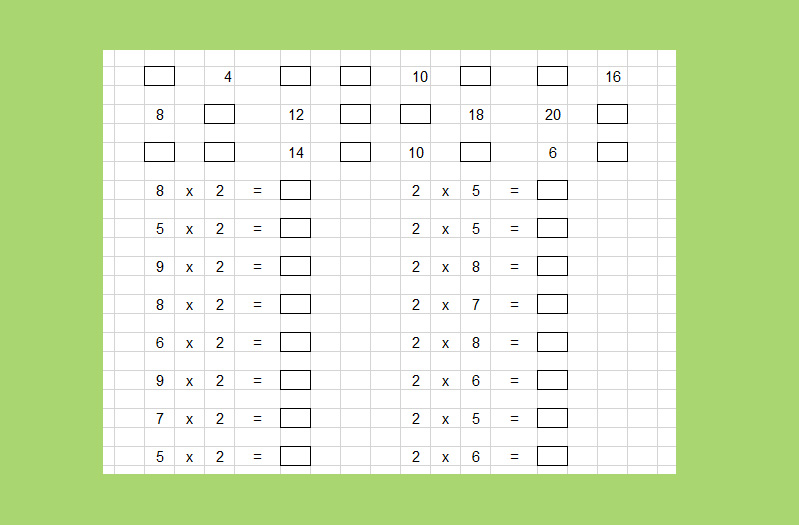 4 10 16
8 12 18 20
14 10 6
8 x 2 = 2 x 5 =
5 x 2 = 2 x 5 =
9 x 2 = 2 x 8 =
8 x 2 = 2 x 7 =
6 x 2 = 2 x 8 =
9 x 2 = 2 x 6 =
7 x 2 = 2 x 5 =
5 x 2 = 2 x 6 =